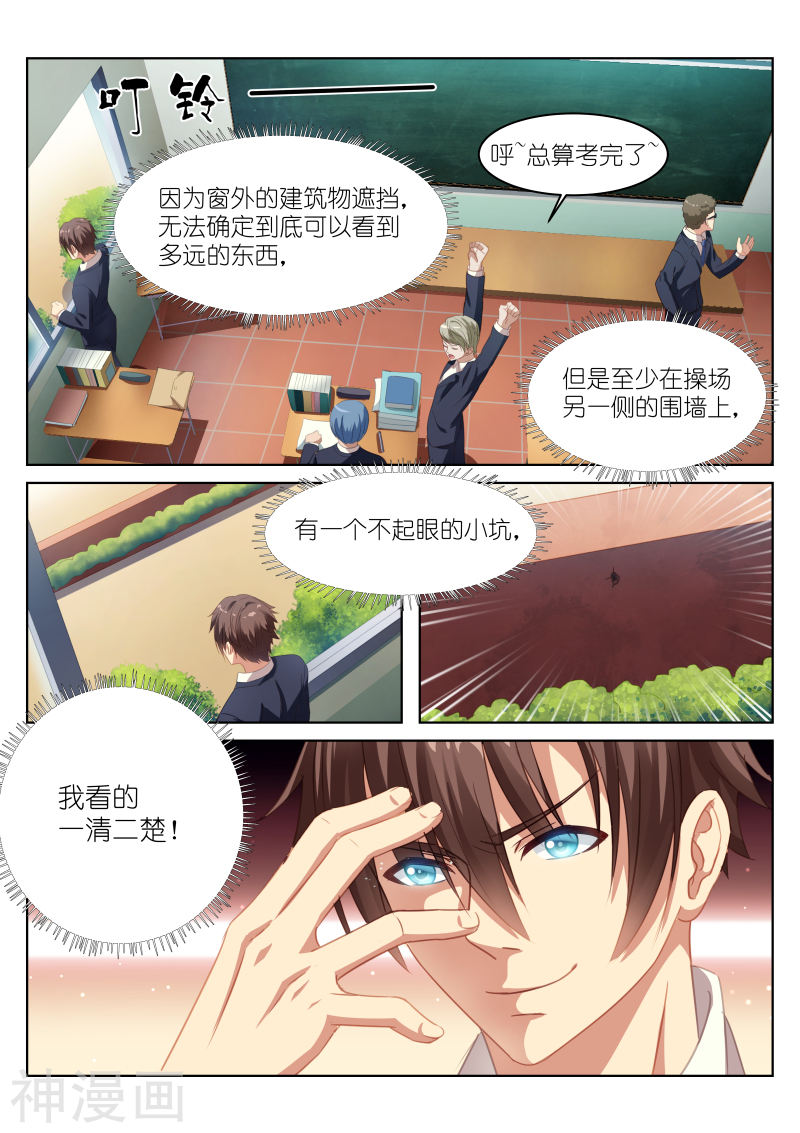 叮铃——
呼~总算考完了~
因为窗外的建筑物遮挡，
无法确定到底可以看到
多远的东西，
但是至少在操场
另一侧的围墙上，
有一个不起眼的小坑，
我看的
一清二楚！
神漫画